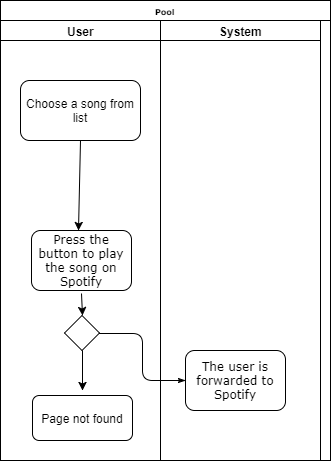 Pool
User
System
Choose a song from
list
Press the
button to play
the song on
Spotify
The user is
forwarded to
Spotify
Page not found